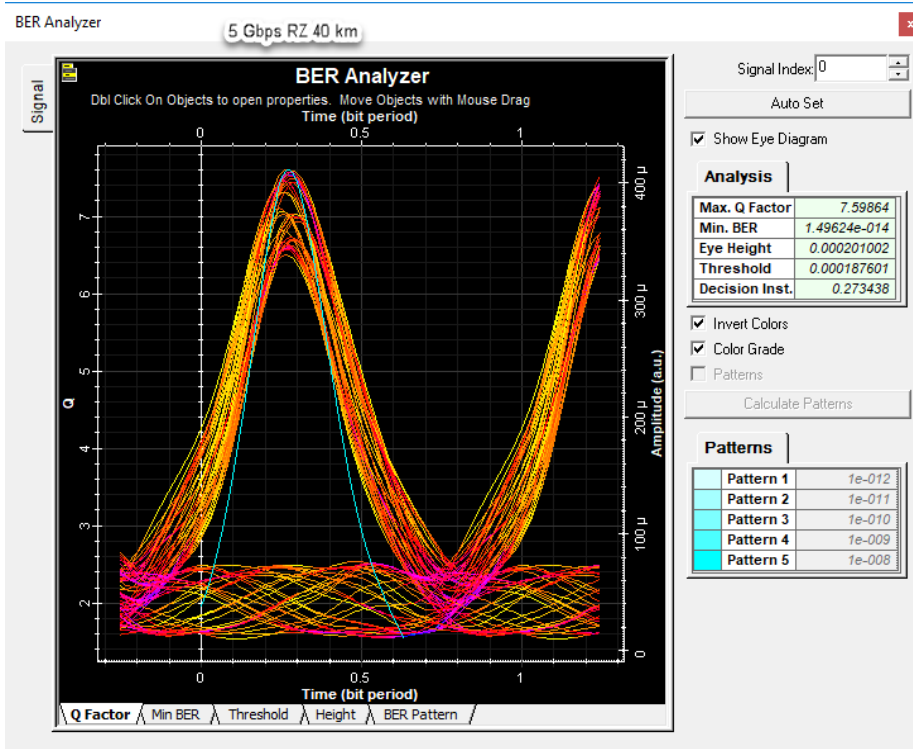 BER Analyzer
5 Gbps RZ 40 km
Signal
BER Analyzer
Dbl Click On Objects to open properties. Move Objects with Mouse Drag
Time (bit period)
0 0.5 1
Q
7
6
5
4
3
2
400 µ
300 µ
200 µ
100 µ
0
Amplitude (a.u.)
0 0.5 1
Time (bit period)
Q Factor Min BER Threshold Height BER Pattern
Signal Index: 0
Auto Set
Show Eye Diagram
Analysis
Max. Q Factor 7.59864
Min. BER 1.49624e-014
Eye Height 0.000201002
Threshold 0.000187601
Decision Inst. 0.273438
Invert Colors
Color Grade
Patterns
Calculate Patterns
Patterns
Pattern 1 1e-012
Pattern 2 1e-011
Pattern 3 1e-010
Pattern 4 1e-009
Pattern 5 1e-008